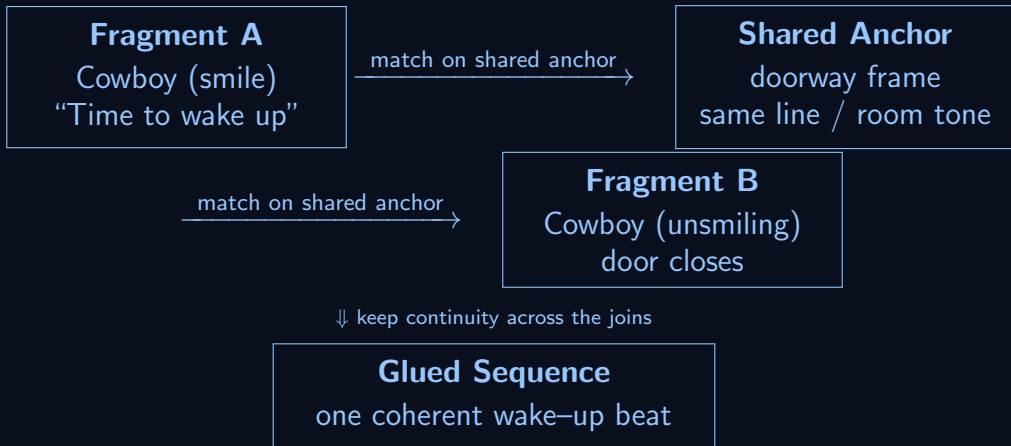 Fragment A
Cowboy (smile)
“Time to wake up”
match on shared anchor
Shared Anchor
doorway frame
same line / room tone
match on shared anchor
Fragment B
Cowboy (unsmiling)
door closes
⇓ keep continuity across the joins
Glued Sequence
one coherent wake–up beat